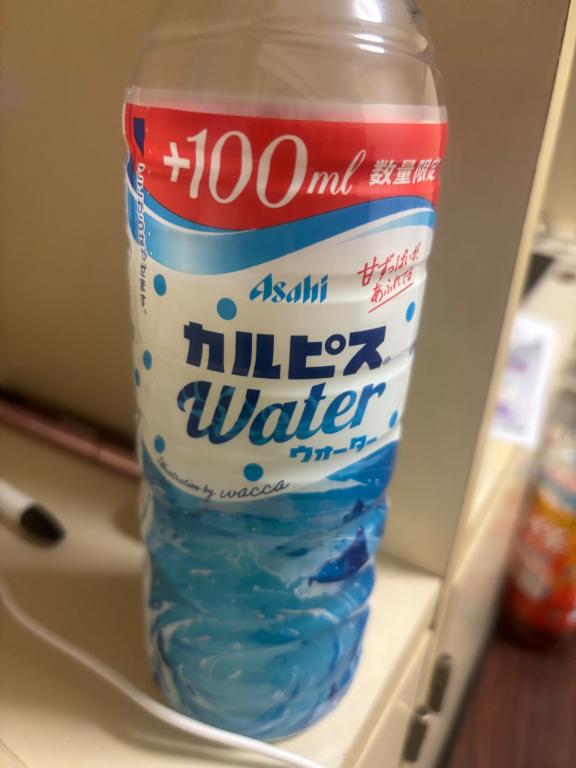 +100ml 数量限定
Asahi
甘ずっぱいが
あふれてる
カルピス®
Water
ウォーター
Illustration by wacca